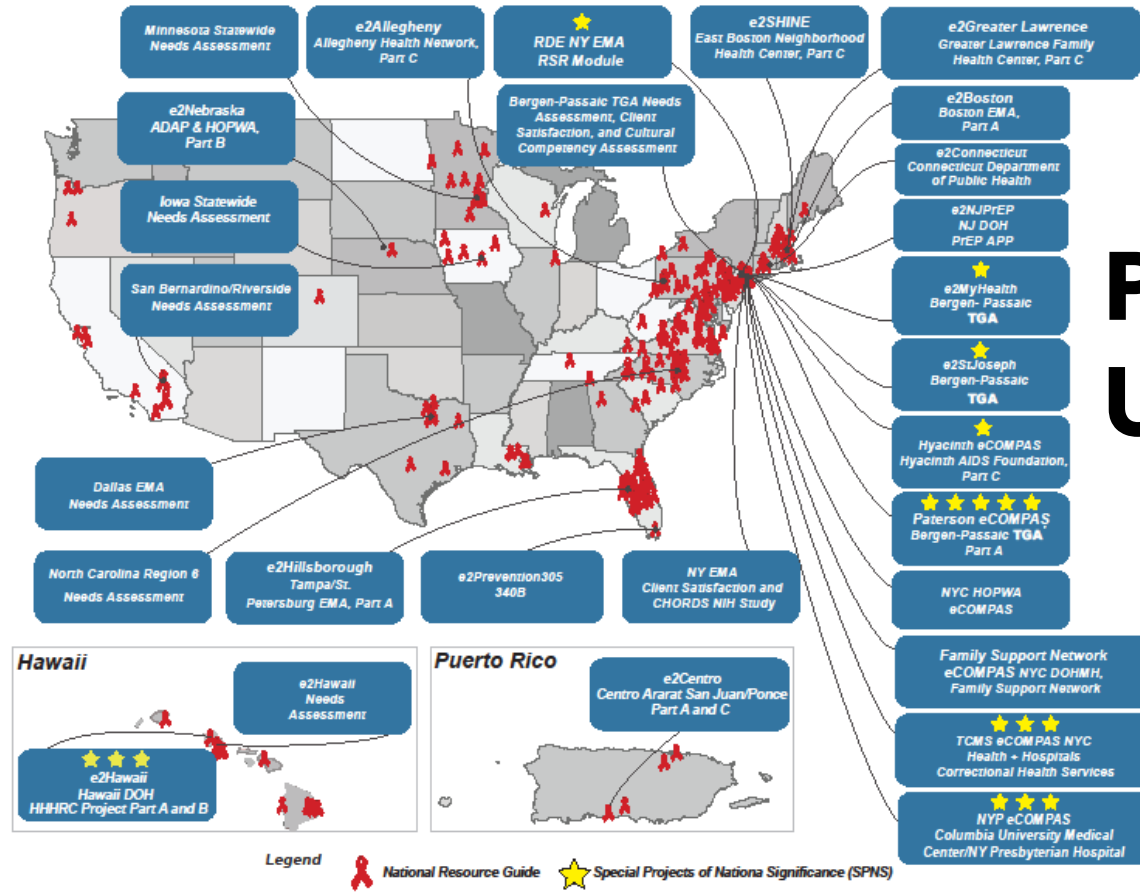 Minnesota Statewide
Needs Assessment
e2Allegheny
Allegheny Health Network,
Part C
RDE NY EMA
RSR Module
e2SHINE
East Boston Neighborhood
Health Center, Part C
e2Greater Lawrence
Greater Lawrence Family
Health Center, Part C
e2Nebraska
ADAP & HOPWA,
Part B
Bergen-Passaic TGA Needs
Assessment, Client
Satisfaction, and Cultural
Competency Assessment
e2Boston
Boston EMA,
Part A
e2Connecticut
Connecticut Department
of Public Health
Iowa Statewide
Needs Assessment
e2NJPrEP
NJ DOH
PrEP APP
San Bernardino/Riverside
Needs Assessment
e2MyHealth
Bergen- Passaic
TGA
P
e2StJoseph
Bergen-Passaic
TGA
U
Hyacinth eCOMPAS
Hyacinth AIDS Foundation,
Part C
Dallas EMA
Needs Assessment
Paterson eCOMPAS
Bergen-Passaic TGA,
Part A
North Carolina Region 6
Needs Assessment
e2Hillsborough
Tampa/St.
Petersburg EMA, Part A
e2Prevention305
340B
NY EMA
Client Satisfaction and
CHORDS NIH Study
NYC HOPWA
eCOMPAS
Family Support Network
eCOMPAS NYC DOHMH,
Family Support Network
Hawaii
e2Hawaii
Needs
Assessment
e2Hawaii
Hawaii DOH
HHHRC Project Part A and B
Puerto Rico
e2Centro
Centro Ararat San Juan/Ponce
Part A and C
TCMS eCOMPAS NYC
Health + Hospitals
Correctional Health Services
NYP eCOMPAS
Columbia University Medical
Center/NY Presbyterian Hospital
Legend
National Resource Guide
Special Projects of Nationa Significance (SPNS)